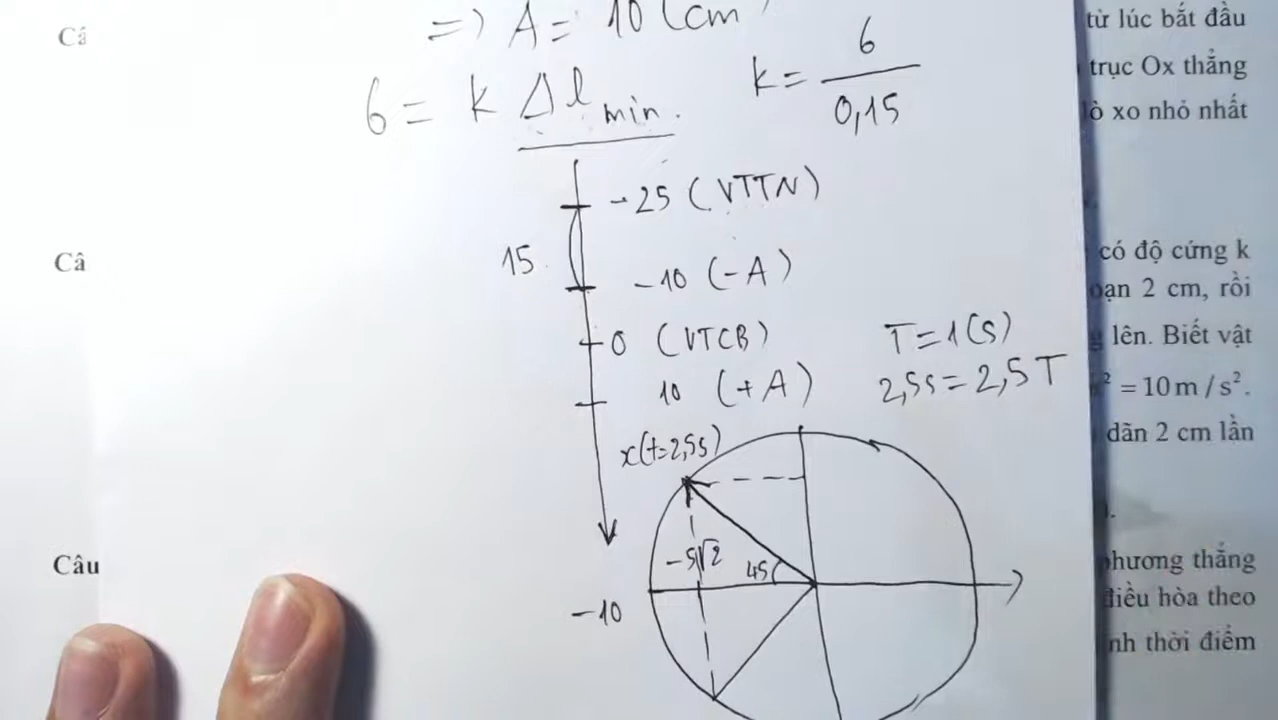 Câ
=> A = 10 (cm)
6 = k Δl min.
k = 6 / 0,15
-25 (VTTN)
15
-10 (-A)
0 (VTCB)
10 (+A)
T = 1 (s)
2,5s = 2,5T
x(t=2,5s)
-5√2
45
-10
Câ
Câu
từ lúc bắt đầu
trục Ox thẳng
lò xo nhỏ nhất
có độ cứng k
2 cm, rồi
lên. Biết vật
² = 10 m / s².
dãn 2 cm lần
phương thẳng
điều hòa theo
thời điểm